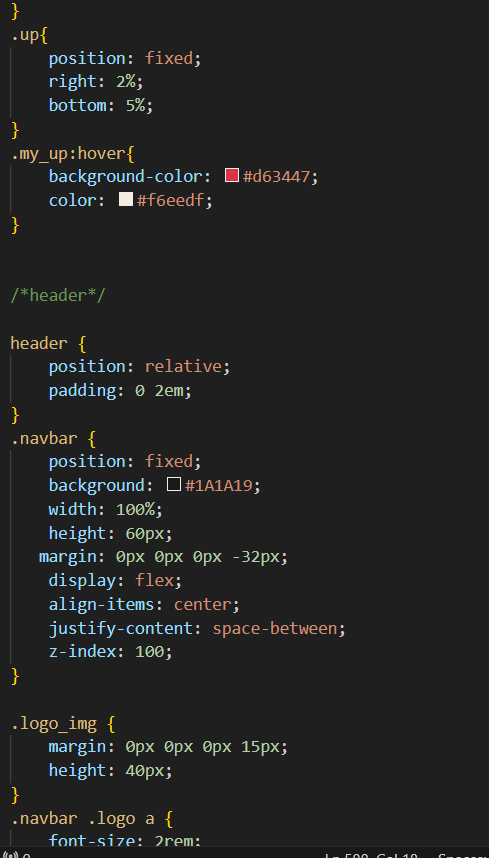 }
.up{
    position: fixed;
    right: 2%;
    bottom: 5%;
}
.my_up:hover{
    background-color: #d63447;
    color: #f6eedf;
}
/*header*/
header {
    position: relative;
    padding: 0 2em;
}
.navbar {
    position: fixed;
    background: #1A1A19;
    width: 100%;
    height: 60px;
   margin: 0px 0px 0px -32px;
    display: flex;
    align-items: center;
    justify-content: space-between;
    z-index: 100;
}
.logo_img {
    margin: 0px 0px 0px 15px;
    height: 40px;
}
.navbar .logo a {
    font-size: 2rem;